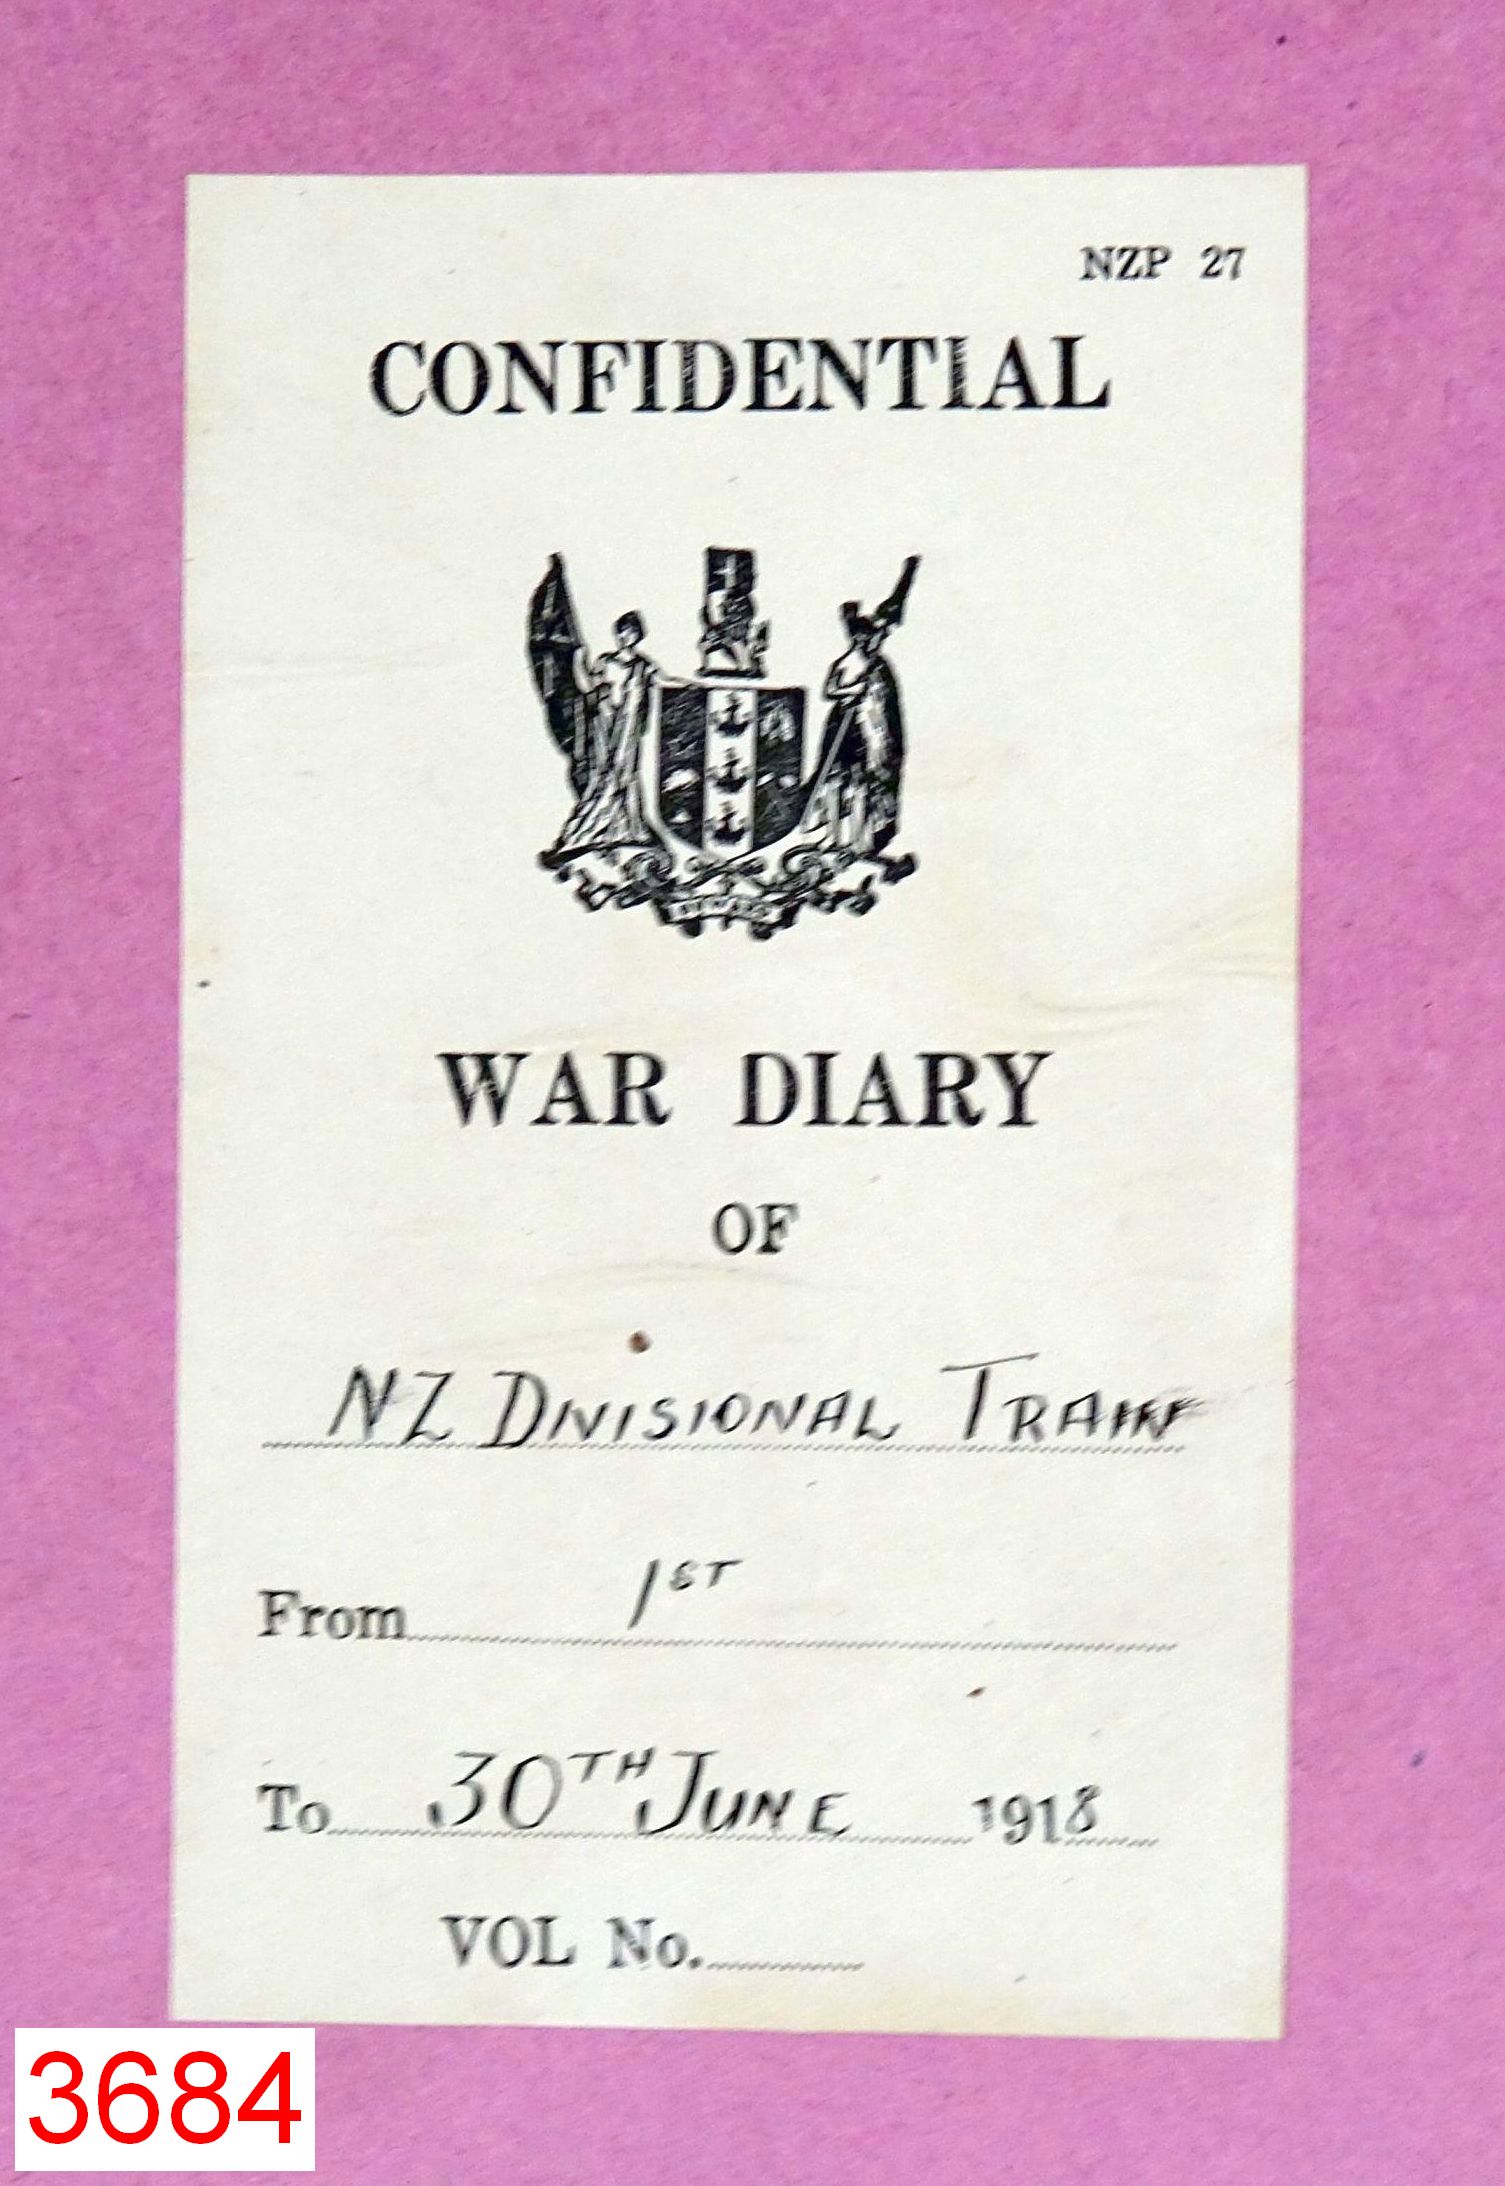 NZP 27
CONFIDENTIAL
WAR DIARY
OF
NZ DIVISIONAL TRAIN
From 1ST
To 30TH JUNE 1918
VOL No.
3684